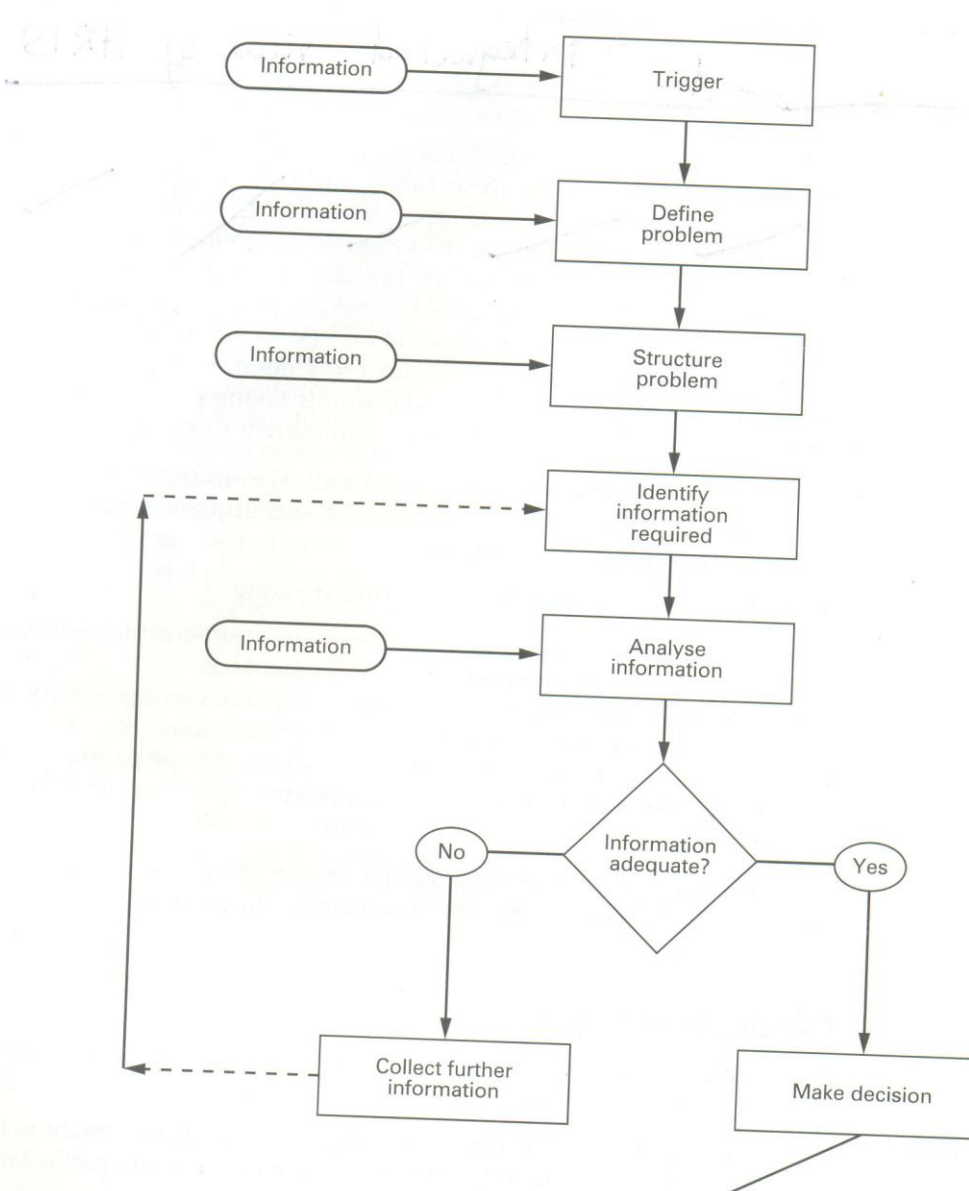 Information
Trigger
Information
Define
problem
Information
Structure
problem
Identify
information
required
Information
Analyse
information
Information
adequate?
No
Yes
Collect further
information
Make decision